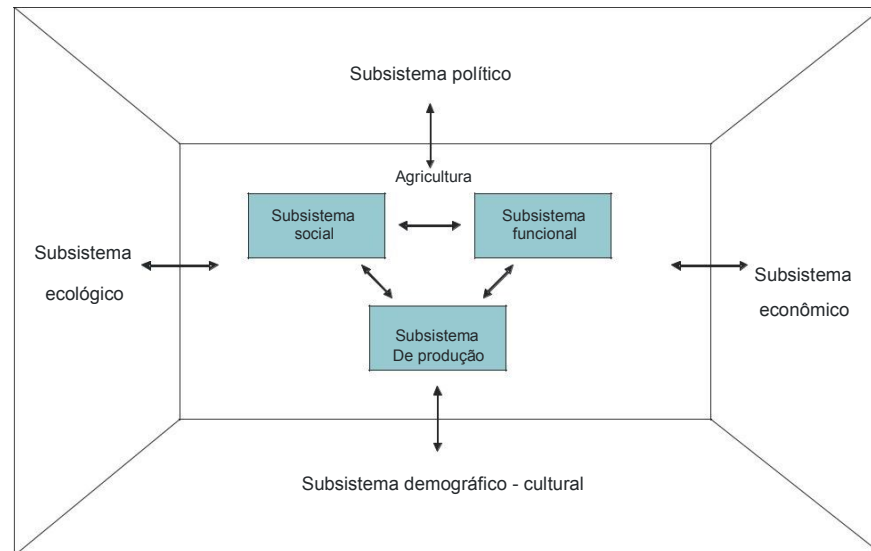 Subsistema político
Agricultura
Subsistema
social
Subsistema
funcional
Subsistema
ecológico
Subsistema
econômico
Subsistema
De produção
Subsistema demográfico - cultural